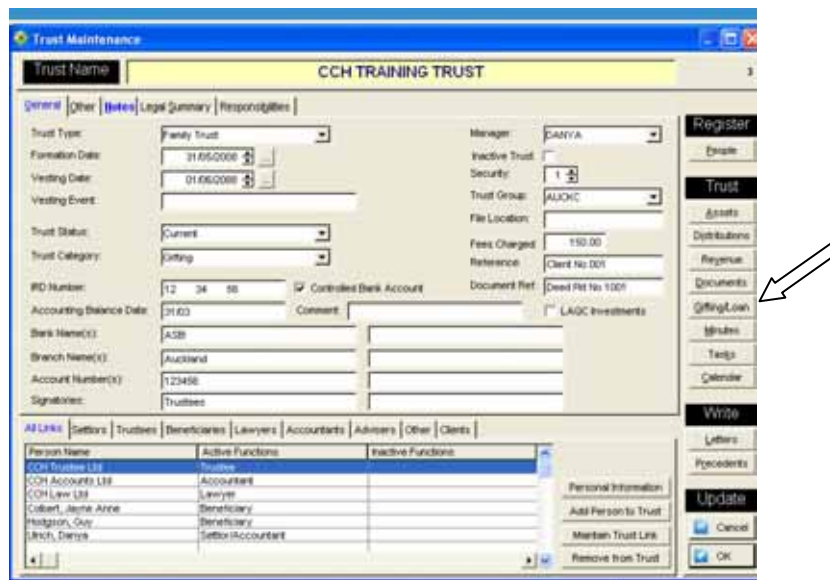 Trust Maintenance
Trust Name
CCH TRAINING TRUST
3
General Other Notes Legal Summary Responsibilities
Trust Type: Family Trust
Manager: DANYA
Formation Date: 31/05/2008 ...
Inactive Trust
Vesting Date: 01/06/2088 ...
Security: 1
Vesting Event:
Trust Group: AUCKC
File Location:
Trust Status: Current
Fees Charged 150.00
Trust Category: Gifting
Reference: Client No 001
IRD Number: 12 34 56
Controlled Bank Account
Document Ref: Deed Pkt No 1001
Accounting Balance Date: 31/03
Comment:
LAQC Investments
Bank Name(s): ASB
Branch Name(s): Auckland
Account Number(s): 123456
Signatories: Trustees
Register
People
Trust
Assets
Distributions
Revenue
Documents
Gifting/Loan
Minutes
Tasks
Calendar
Write
Letters
Precedents
Update
Cancel
OK
All Links Settlors Trustees Beneficiaries Lawyers Accountants Advisers Other Clients
Person Name Active Functions Inactive Functions
CCH Trustee Ltd Trustee
CCH Accounts Ltd Accountant
CCH Law Ltd Lawyer
Colbert, Jayne Anne Beneficiary
Hodgson, Guy Beneficiary
Ulrich, Danya Settlor/Accountant
Personal Information
Add Person to Trust
Maintain Trust Link
Remove from Trust